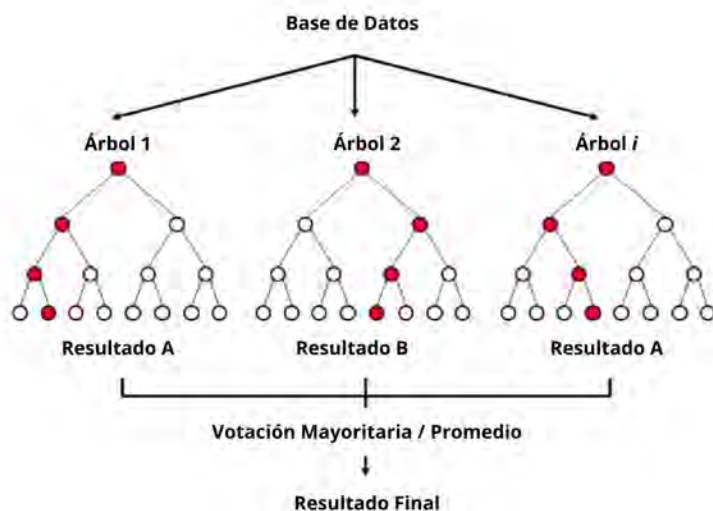 Base de Datos
Árbol 1
Árbol 2
Árbol i
Resultado A
Resultado B
Resultado A
Votación Mayoritaria / Promedio
Resultado Final